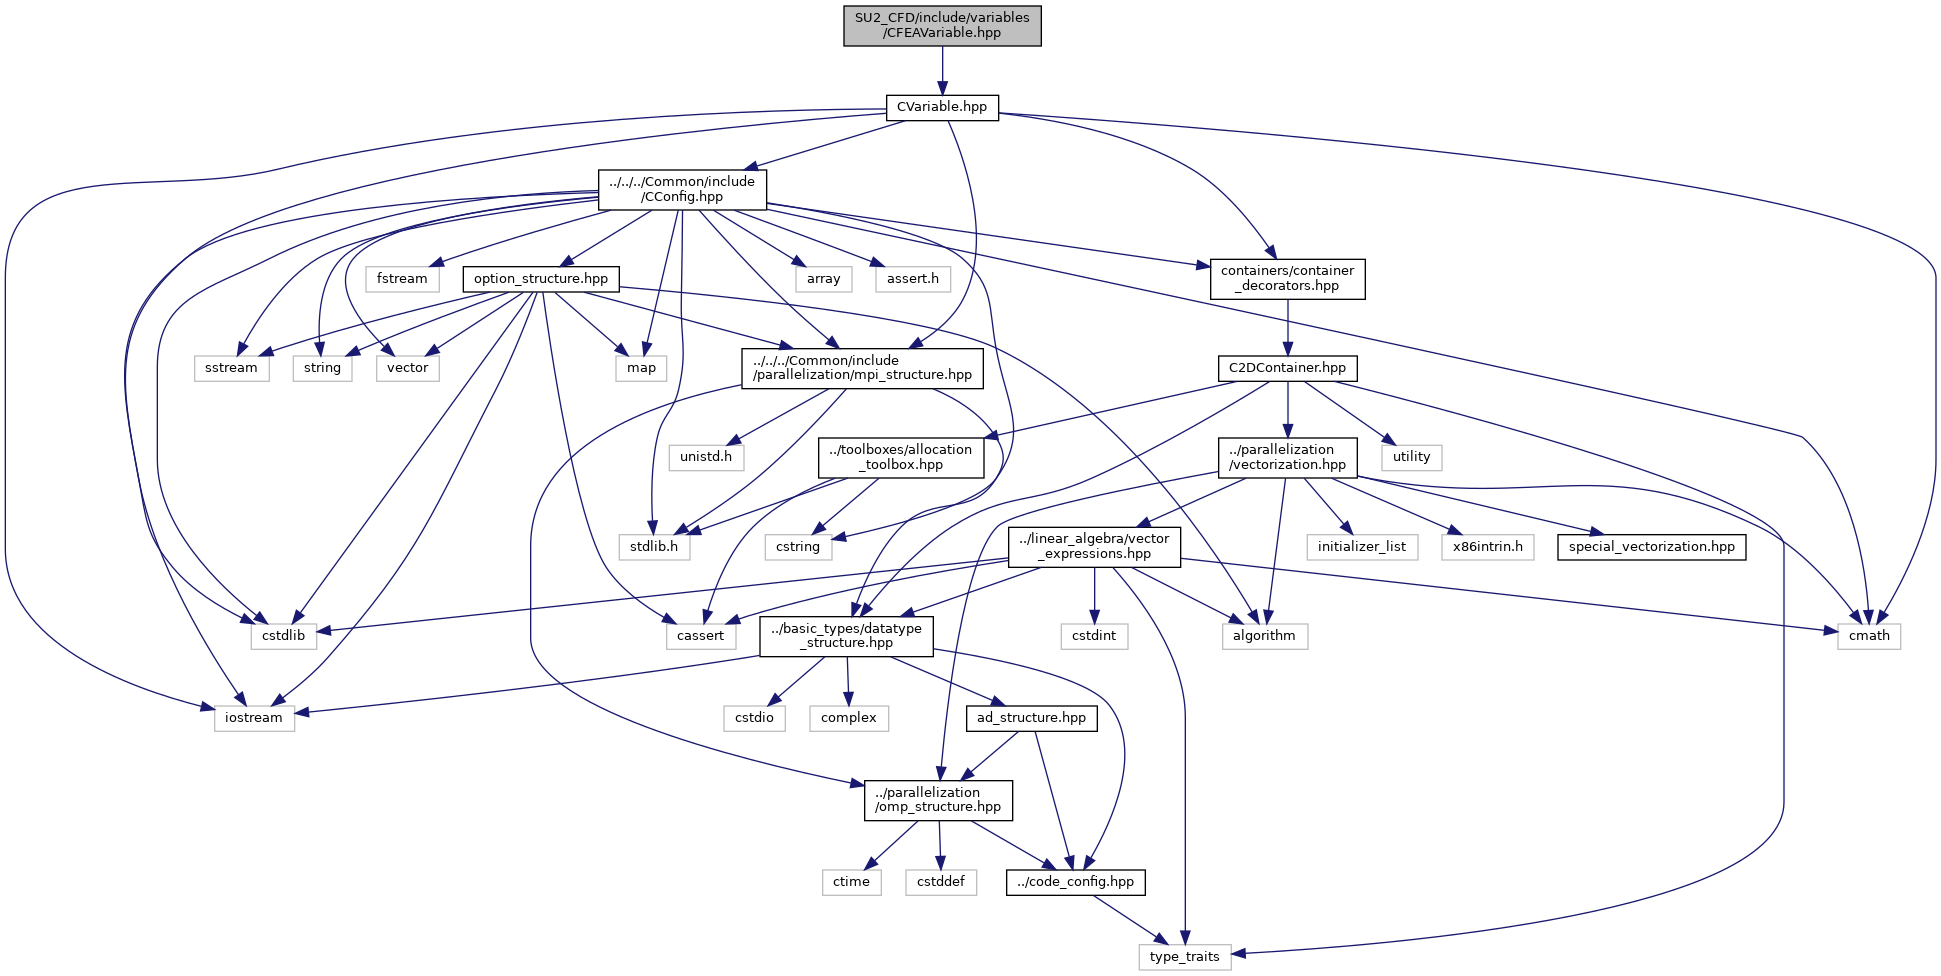 SU2_CFD/include/variables
/CFEAVariable.hpp
CVariable.hpp
../../../Common/include
/CConfig.hpp
containers/container
_decorators.hpp
fstream
option_structure.hpp
array
assert.h
sstream
string
vector
map
../../../Common/include
/parallelization/mpi_structure.hpp
C2DContainer.hpp
unistd.h
../toolboxes/allocation
_toolbox.hpp
../parallelization
/vectorization.hpp
utility
stdlib.h
cstring
../linear_algebra/vector
_expressions.hpp
initializer_list
x86intrin.h
special_vectorization.hpp
cstdlib
cassert
../basic_types/datatype
_structure.hpp
cstdint
algorithm
cmath
iostream
cstdio
complex
ad_structure.hpp
../parallelization
/omp_structure.hpp
ctime
cstddef
../code_config.hpp
type_traits